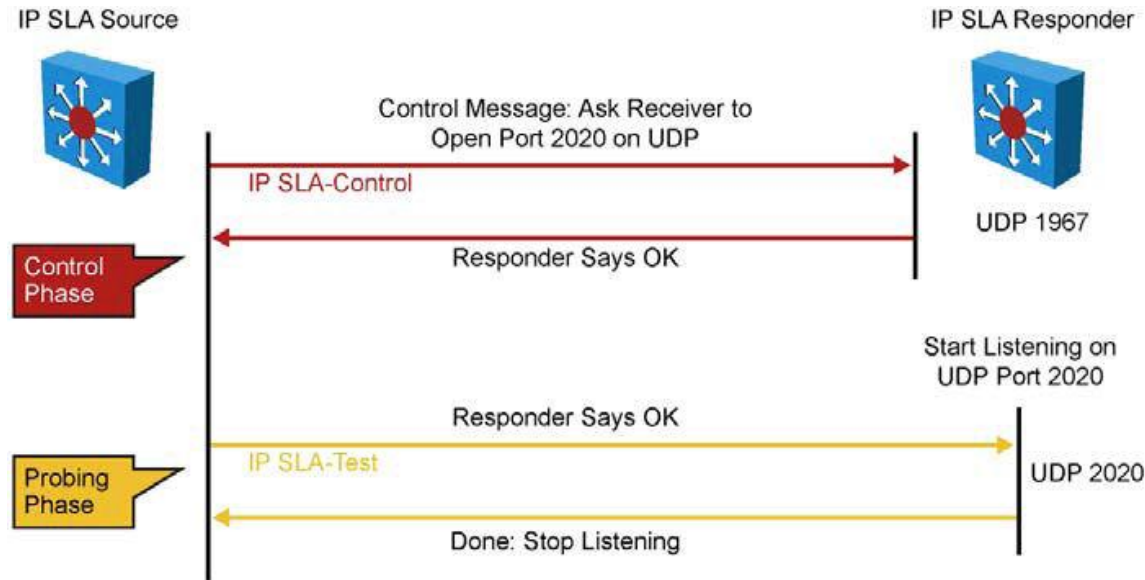 IP SLA Source
IP SLA Responder
Control Message: Ask Receiver to
Open Port 2020 on UDP
IP SLA-Control
UDP 1967
Responder Says OK
Control
Phase
Start Listening on
UDP Port 2020
Responder Says OK
IP SLA-Test
Probing
Phase
UDP 2020
Done: Stop Listening